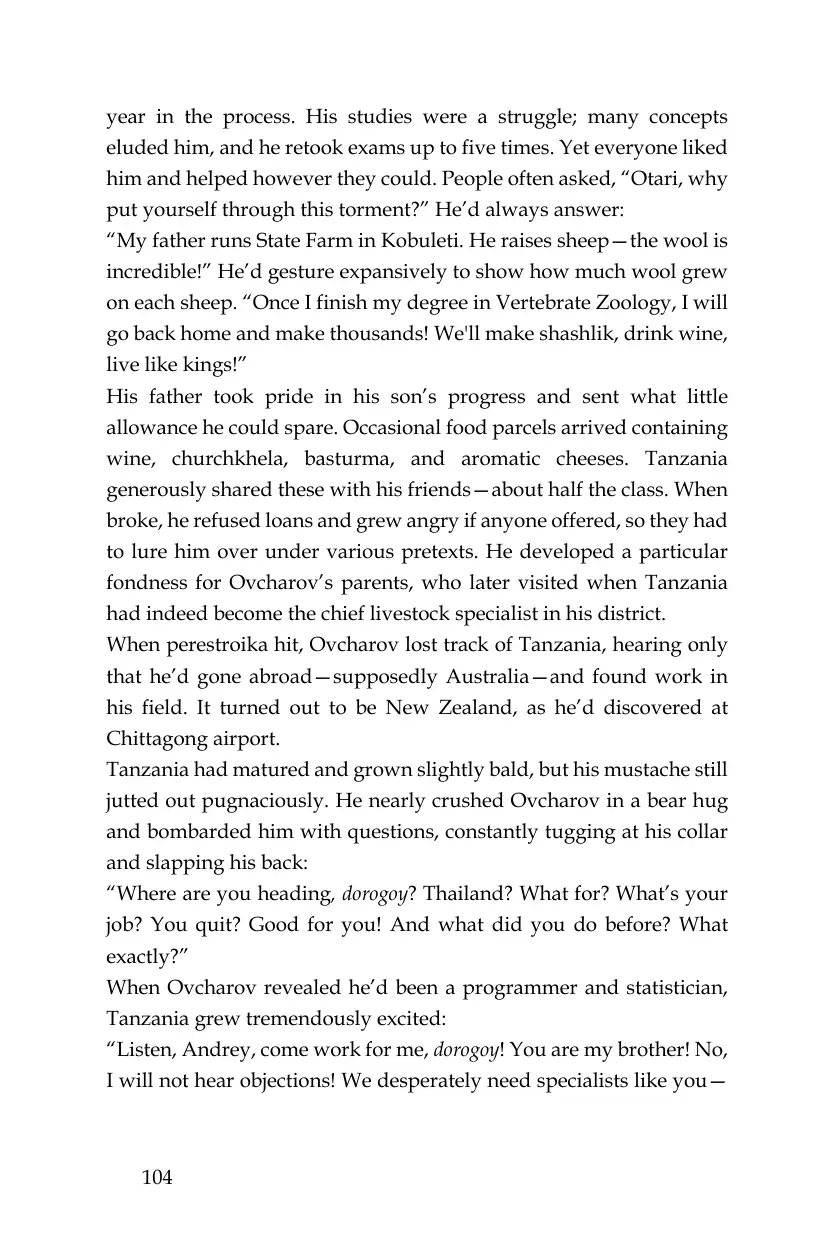 year in the process. His studies were a struggle; many concepts
eluded him, and he retook exams up to five times. Yet everyone liked
him and helped however they could. People often asked, “Otari, why
put yourself through this torment?” He’d always answer:
“My father runs State Farm in Kobuleti. He raises sheep—the wool is
incredible!” He’d gesture expansively to show how much wool grew
on each sheep. “Once I finish my degree in Vertebrate Zoology, I will
go back home and make thousands! We'll make shashlik, drink wine,
live like kings!”
His father took pride in his son’s progress and sent what little
allowance he could spare. Occasional food parcels arrived containing
wine, churchkhela, basturma, and aromatic cheeses. Tanzania
generously shared these with his friends—about half the class. When
broke, he refused loans and grew angry if anyone offered, so they had
to lure him over under various pretexts. He developed a particular
fondness for Ovcharov’s parents, who later visited when Tanzania
had indeed become the chief livestock specialist in his district.
When perestroika hit, Ovcharov lost track of Tanzania, hearing only
that he’d gone abroad—supposedly Australia—and found work in
his field. It turned out to be New Zealand, as he’d discovered at
Chittagong airport.
Tanzania had matured and grown slightly bald, but his mustache still
jutted out pugnaciously. He nearly crushed Ovcharov in a bear hug
and bombarded him with questions, constantly tugging at his collar
and slapping his back:
“Where are you heading, dorogoy? Thailand? What for? What’s your
job? You quit? Good for you! And what did you do before? What
exactly?”
When Ovcharov revealed he’d been a programmer and statistician,
Tanzania grew tremendously excited:
“Listen, Andrey, come work for me, dorogoy! You are my brother! No,
I will not hear objections! We desperately need specialists like you—
104